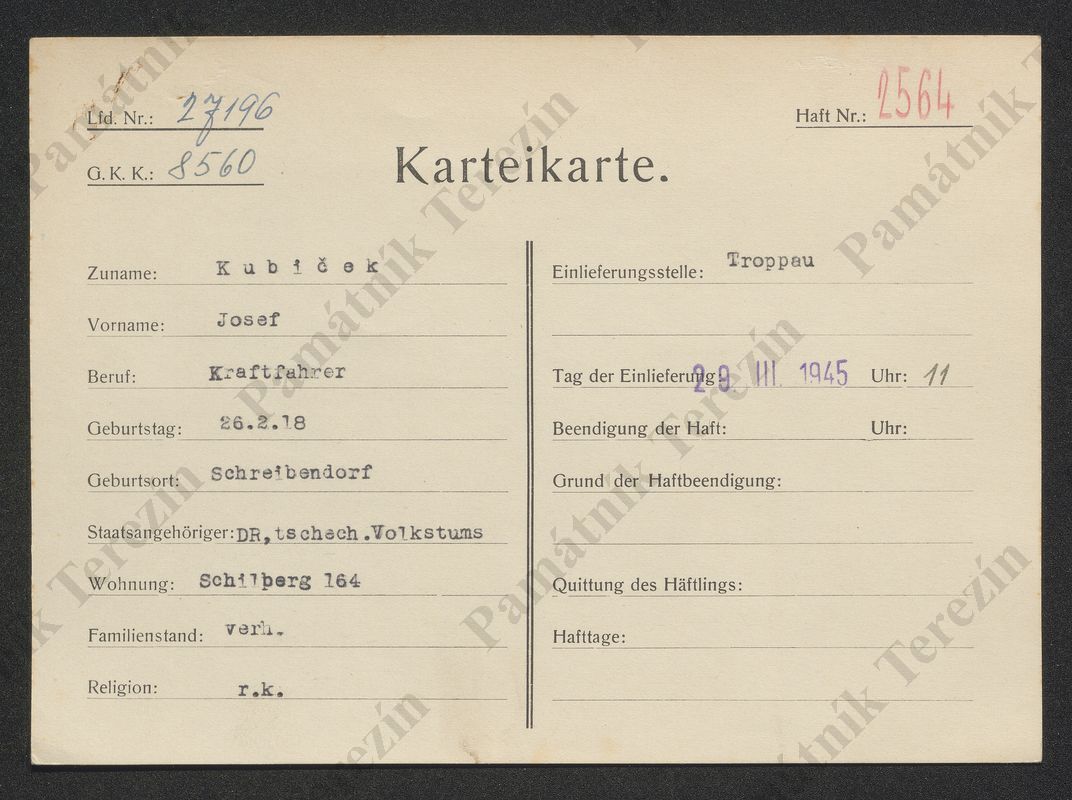 Lfd. Nr.: 27196
G. K. K.: 8560
Haft Nr.: 2564
Karteikarte.
Zuname: Kubiček
Vorname: Josef
Beruf: Kraftfahrer
Geburtstag: 26.2.18
Geburtsort: Schreibendorf
Staatsangehöriger: DR,tschech.Volkstums
Wohnung: Schilberg 164
Familienstand: verh.
Religion: r.k.
Einlieferungsstelle: Troppau
Tag der Einlieferung: 29. III. 1945 Uhr: 11
Beendigung der Haft: Uhr:
Grund der Haftbeendigung:
Quittung des Häftlings:
Hafttage:
Památník Terezín